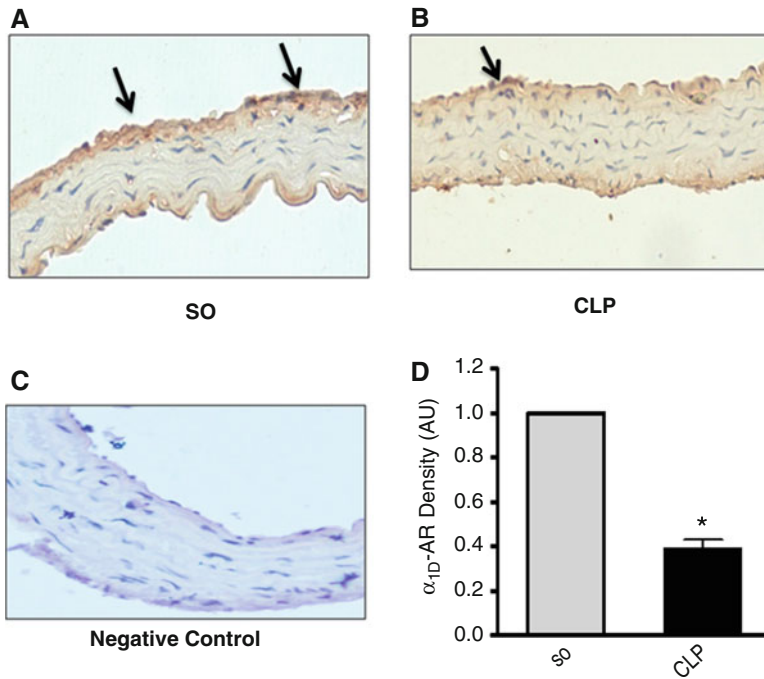 A
B
SO
CLP
C
Negative Control
D
α1D-AR Density (AU)
1.2
1.0
0.8
0.6
0.4
0.2
0.0
*
so
CLP